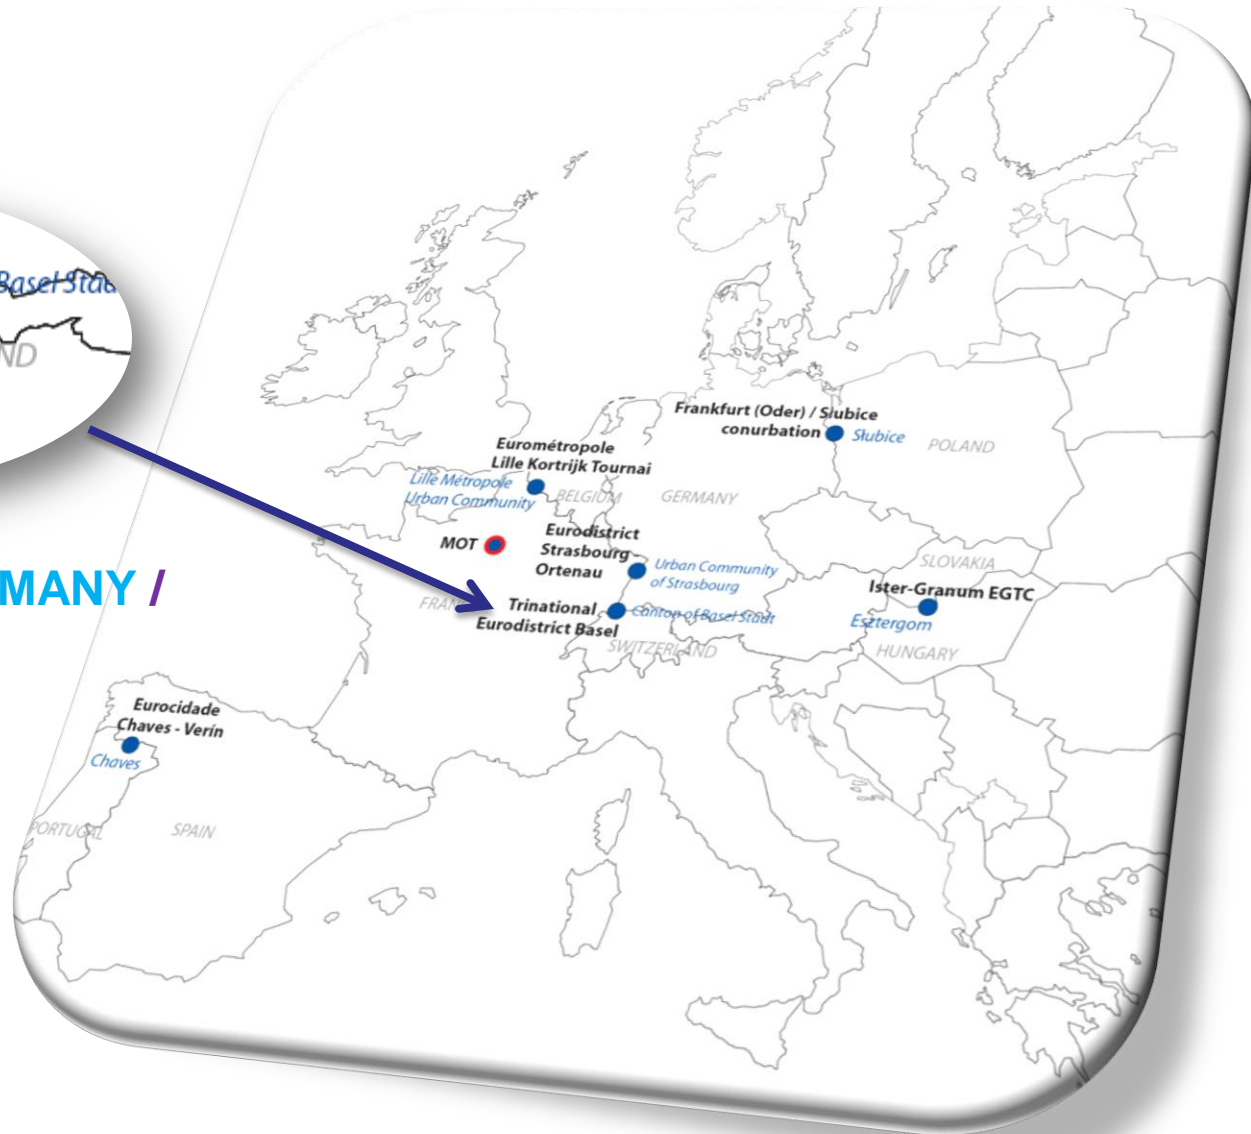 Basel Stadt
ND
MANY /
Frankfurt (Oder) / Słubice
conurbation
Słubice
POLAND
Eurométropole
Lille Kortrijk Tournai
Lille Métropole
Urban Community
BELGIUM
GERMANY
MOT
Eurodistrict
Strasbourg -
Ortenau
Urban Community
of Strasbourg
SLOVAKIA
Ister-Granum EGTC
Esztergom
HUNGARY
FRAN
Trinational
Eurodistrict Basel
Canton of Basel Stadt
SWITZERLAND
Eurocidade
Chaves - Verín
Chaves
PORTUGAL
SPAIN